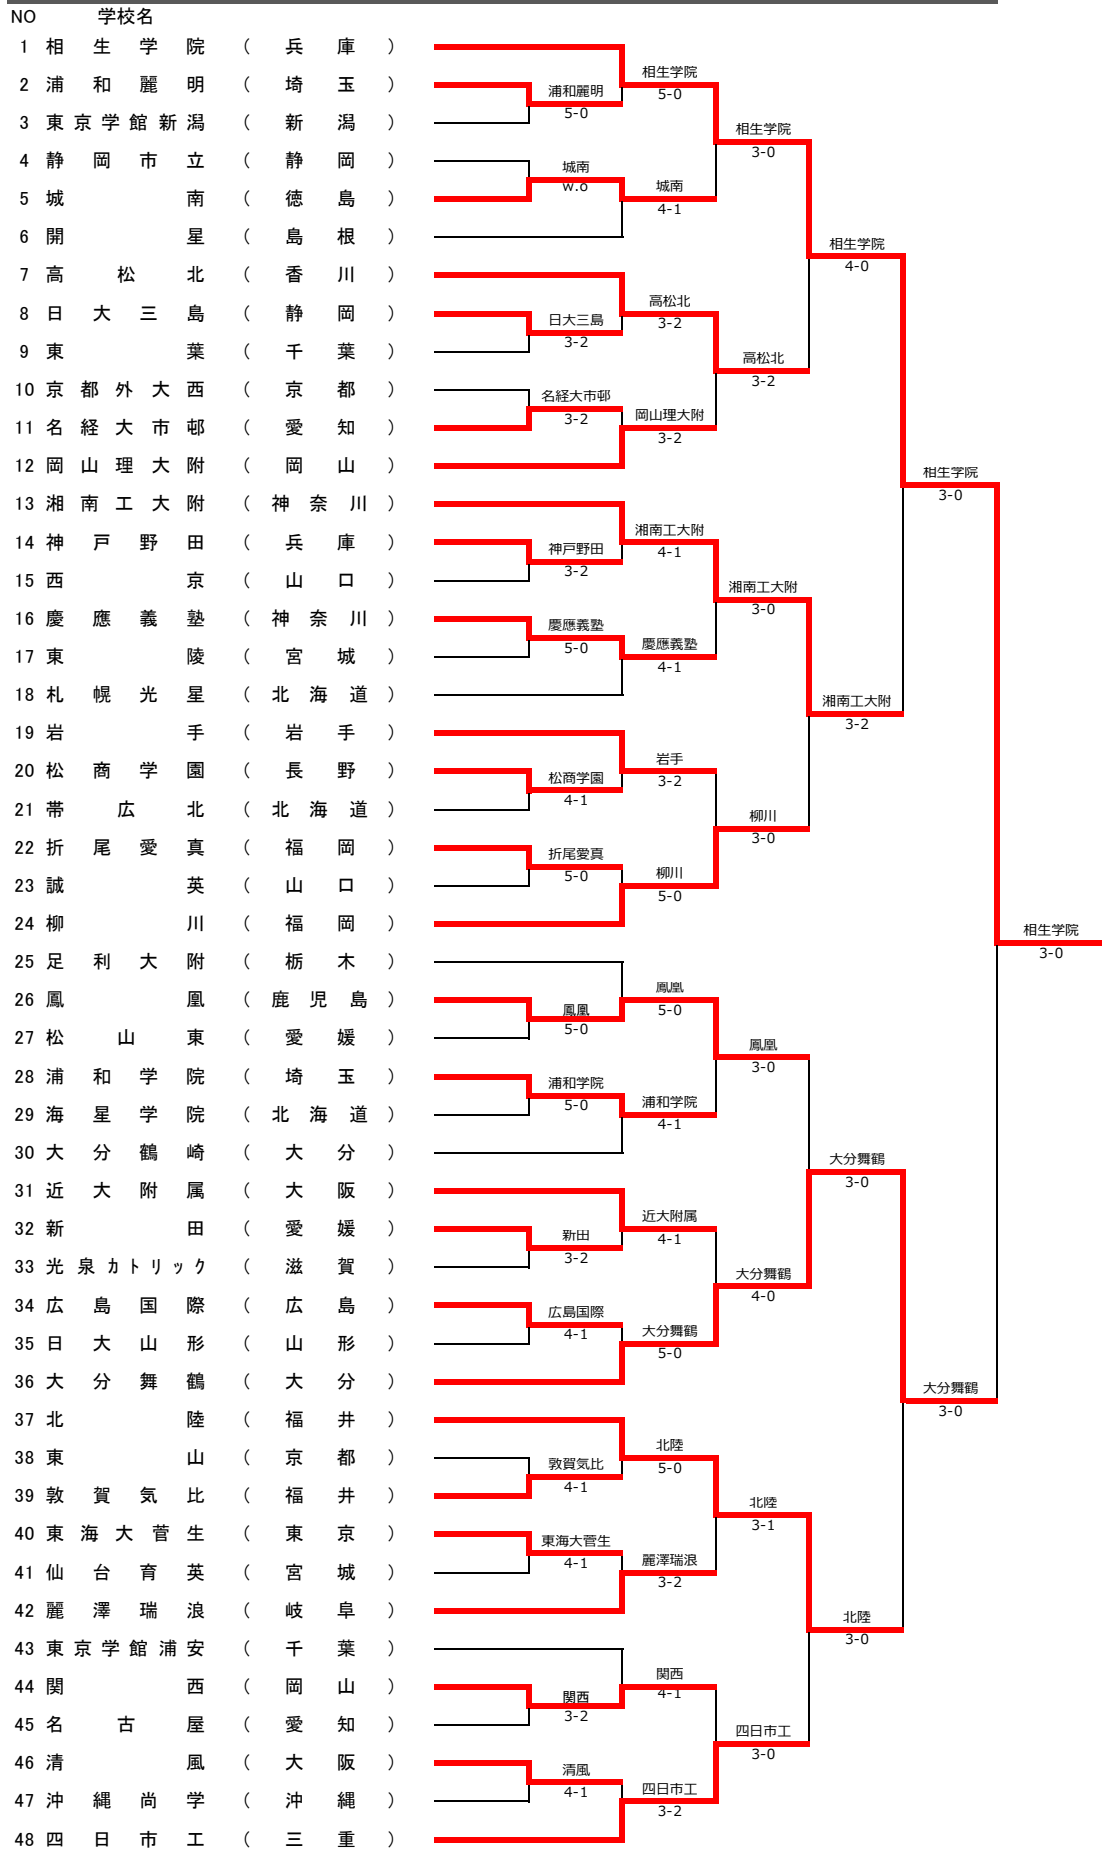 NO 学校名
1 相生学院 （ 兵庫 ）
2 浦和麗明 （ 埼玉 ）
3 東京学館新潟 （ 新潟 ）
4 静岡市立 （ 静岡 ）
5 城南 （ 徳島 ）
6 開星 （ 島根 ）
7 高松北 （ 香川 ）
8 日大三島 （ 静岡 ）
9 東葉 （ 千葉 ）
10 京都外大西 （ 京都 ）
11 名経大市邨 （ 愛知 ）
12 岡山理大附 （ 岡山 ）
13 湘南工大附 （ 神奈川 ）
14 神戸野田 （ 兵庫 ）
15 西京 （ 山口 ）
16 慶應義塾 （ 神奈川 ）
17 東陵 （ 宮城 ）
18 札幌光星 （ 北海道 ）
19 岩手 （ 岩手 ）
20 松商学園 （ 長野 ）
21 帯広北 （ 北海道 ）
22 折尾愛真 （ 福岡 ）
23 誠英 （ 山口 ）
24 柳川 （ 福岡 ）
25 足利大附 （ 栃木 ）
26 鳳凰 （ 鹿児島 ）
27 松山東 （ 愛媛 ）
28 浦和学院 （ 埼玉 ）
29 海星学院 （ 北海道 ）
30 大分鶴崎 （ 大分 ）
31 近大附属 （ 大阪 ）
32 新田 （ 愛媛 ）
33 光泉カトリック （ 滋賀 ）
34 広島国際 （ 広島 ）
35 日大山形 （ 山形 ）
36 大分舞鶴 （ 大分 ）
37 北陸 （ 福井 ）
38 東山 （ 京都 ）
39 敦賀気比 （ 福井 ）
40 東海大菅生 （ 東京 ）
41 仙台育英 （ 宮城 ）
42 麗澤瑞浪 （ 岐阜 ）
43 東京学館浦安 （ 千葉 ）
44 関西 （ 岡山 ）
45 名古屋 （ 愛知 ）
46 清風 （ 大阪 ）
47 沖縄尚学 （ 沖縄 ）
48 四日市工 （ 三重 ）
浦和麗明
5-0
城南
w.o
日大三島
3-2
名経大市邨
3-2
神戸野田
3-2
慶應義塾
5-0
松商学園
4-1
折尾愛真
5-0
鳳凰
5-0
浦和学院
5-0
新田
3-2
広島国際
4-1
敦賀気比
4-1
東海大菅生
4-1
関西
3-2
清風
4-1
相生学院
5-0
城南
4-1
高松北
3-2
岡山理大附
3-2
湘南工大附
4-1
慶應義塾
4-1
岩手
3-2
柳川
5-0
鳳凰
5-0
浦和学院
4-1
近大附属
4-1
大分舞鶴
5-0
北陸
5-0
麗澤瑞浪
3-2
関西
4-1
四日市工
3-2
相生学院
3-0
高松北
3-2
湘南工大附
3-0
柳川
3-0
鳳凰
3-0
大分舞鶴
4-0
北陸
3-1
四日市工
3-0
相生学院
4-0
湘南工大附
3-2
大分舞鶴
3-0
北陸
3-0
相生学院
3-0
大分舞鶴
3-0
相生学院
3-0